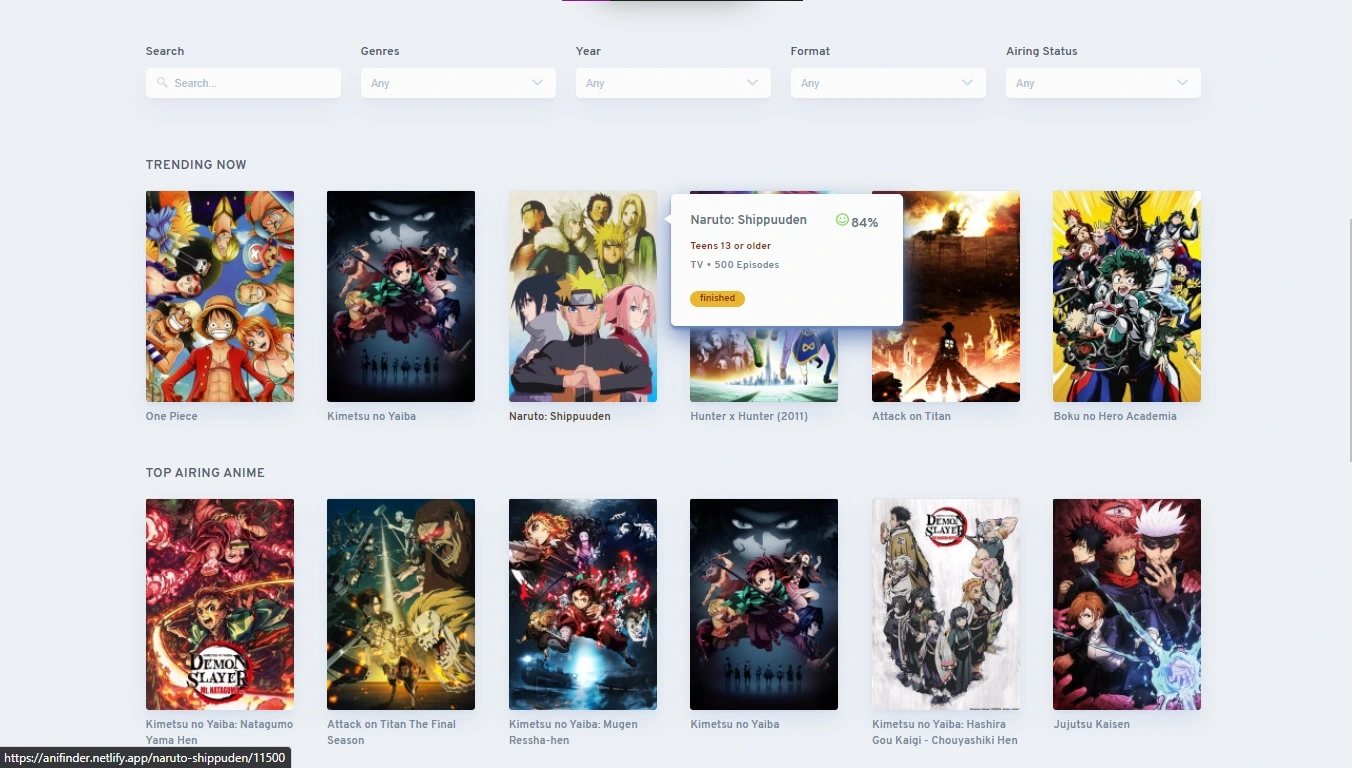 Search Genres Year Format Airing Status
Search... Any Any Any Any
TRENDING NOW
Naruto: Shippuuden 84%
Teens 13 or older
TV • 500 Episodes
finished
One Piece Kimetsu no Yaiba Naruto: Shippuuden Hunter x Hunter (2011) Attack on Titan Boku no Hero Academia
TOP AIRING ANIME
DEMON SLAYER
DEMON
SLAYER
Mt. NATAGUMO
Kimetsu no Yaiba: Natagumo Attack on Titan The Final Kimetsu no Yaiba: Mugen Kimetsu no Yaiba Kimetsu no Yaiba: Hashira Jujutsu Kaisen
Yama Hen Season Ressha-hen Gou Kaigi - Chouyashiki Hen
https://anifinder.netlify.app/naruto-shippuden/11500